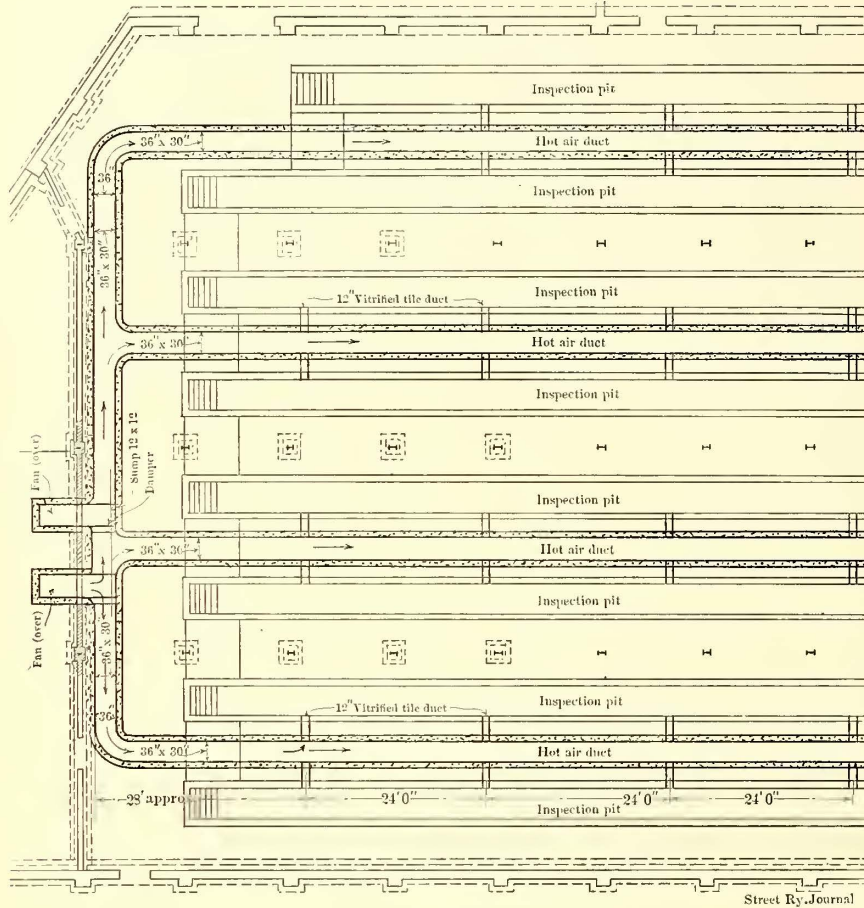 Inspection pit
36" x 30"
Hot air duct
36"
Inspection pit
36" x 30"
Inspection pit
12" Vitrified tile duct
36" x 30"
Hot air duct
Inspection pit
Fan (over)
Sump 12 x 12
Damper
Inspection pit
36" x 30"
Hot air duct
Inspection pit
Fan (over)
36" x 30"
Inspection pit
12" Vitrified tile duct
36"
36" x 30"
Hot air duct
28' appro
24'0"
24'0"
24'0"
Inspection pit
Street Ry. Journal